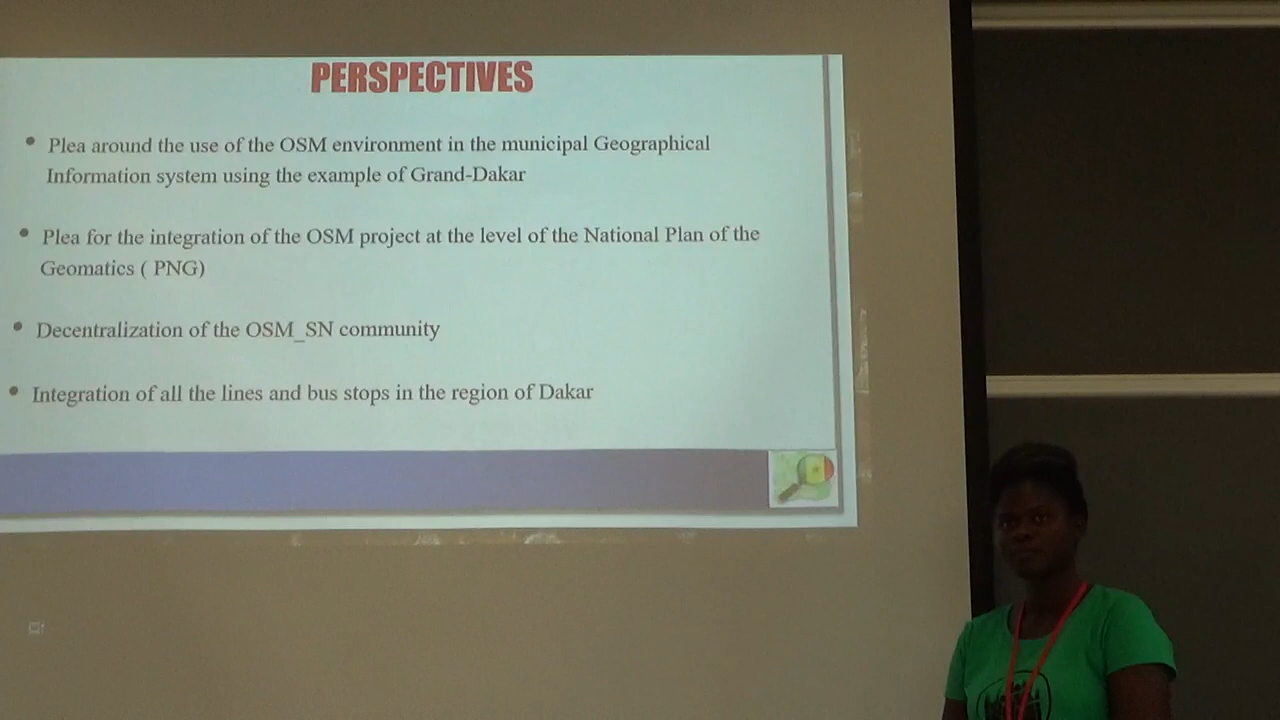 PERSPECTIVES
• Plea around the use of the OSM environment in the municipal Geographical
Information system using the example of Grand-Dakar
• Plea for the integration of the OSM project at the level of the National Plan of the
Geomatics ( PNG)
• Decentralization of the OSM_SN community
• Integration of all the lines and bus stops in the region of Dakar